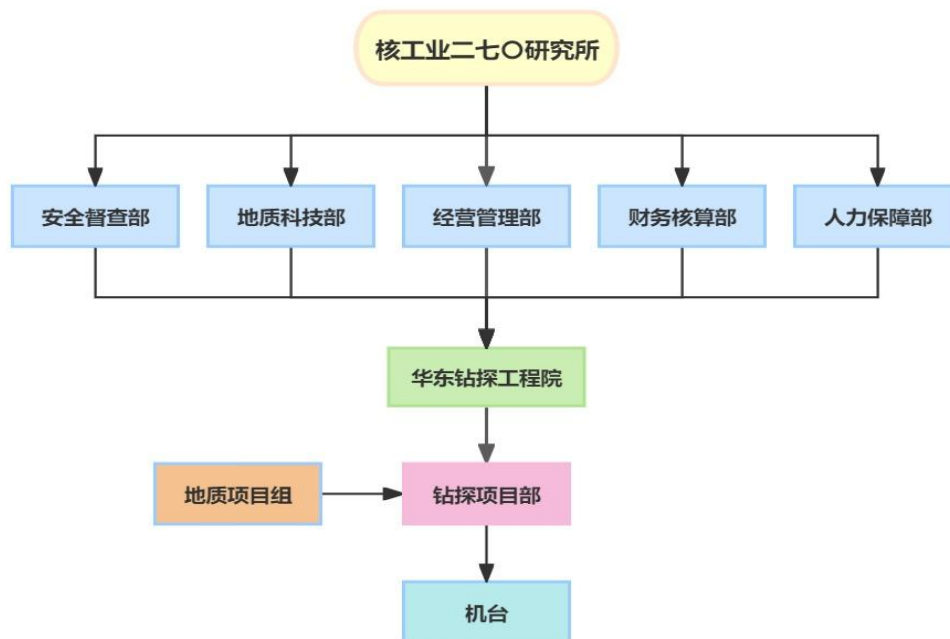 核工业二七〇研究所
安全督查部
地质科技部
经营管理部
财务核算部
人力保障部
华东钻探工程院
地质项目组
钻探项目部
机台